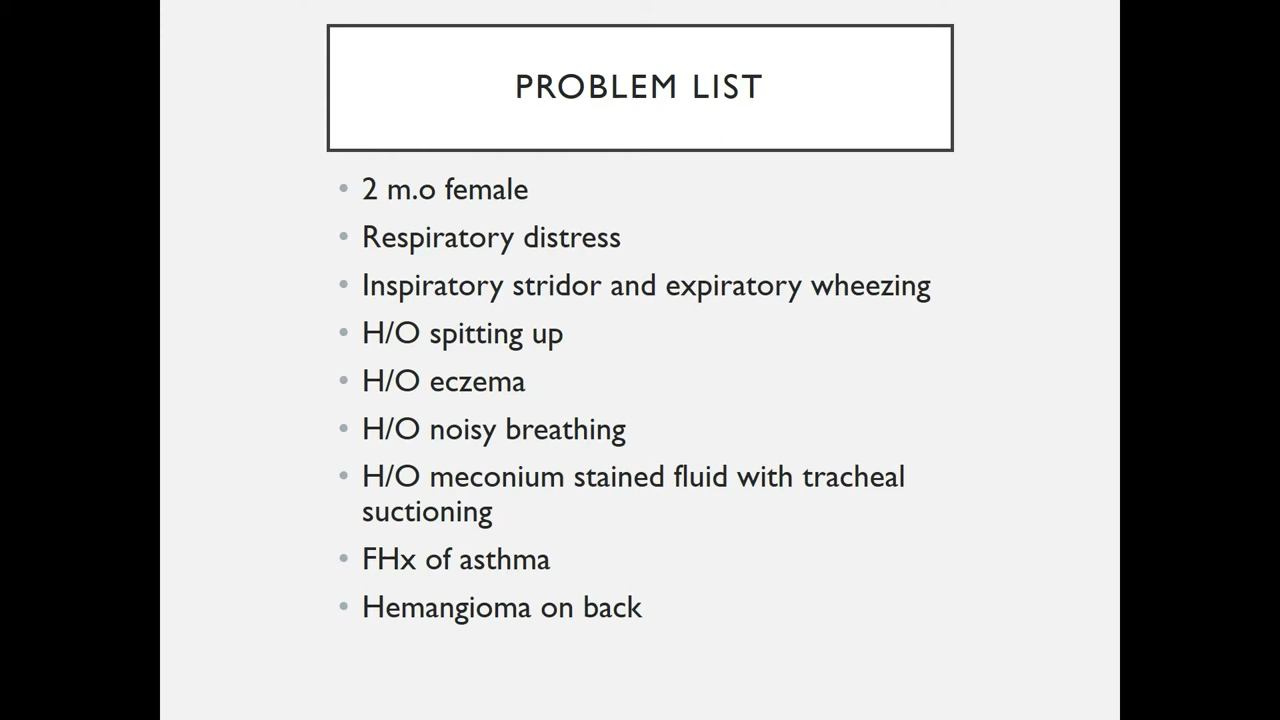 PROBLEM LIST
• 2 m.o female
• Respiratory distress
• Inspiratory stridor and expiratory wheezing
• H/O spitting up
• H/O eczema
• H/O noisy breathing
• H/O meconium stained fluid with tracheal
suctioning
• FHx of asthma
• Hemangioma on back